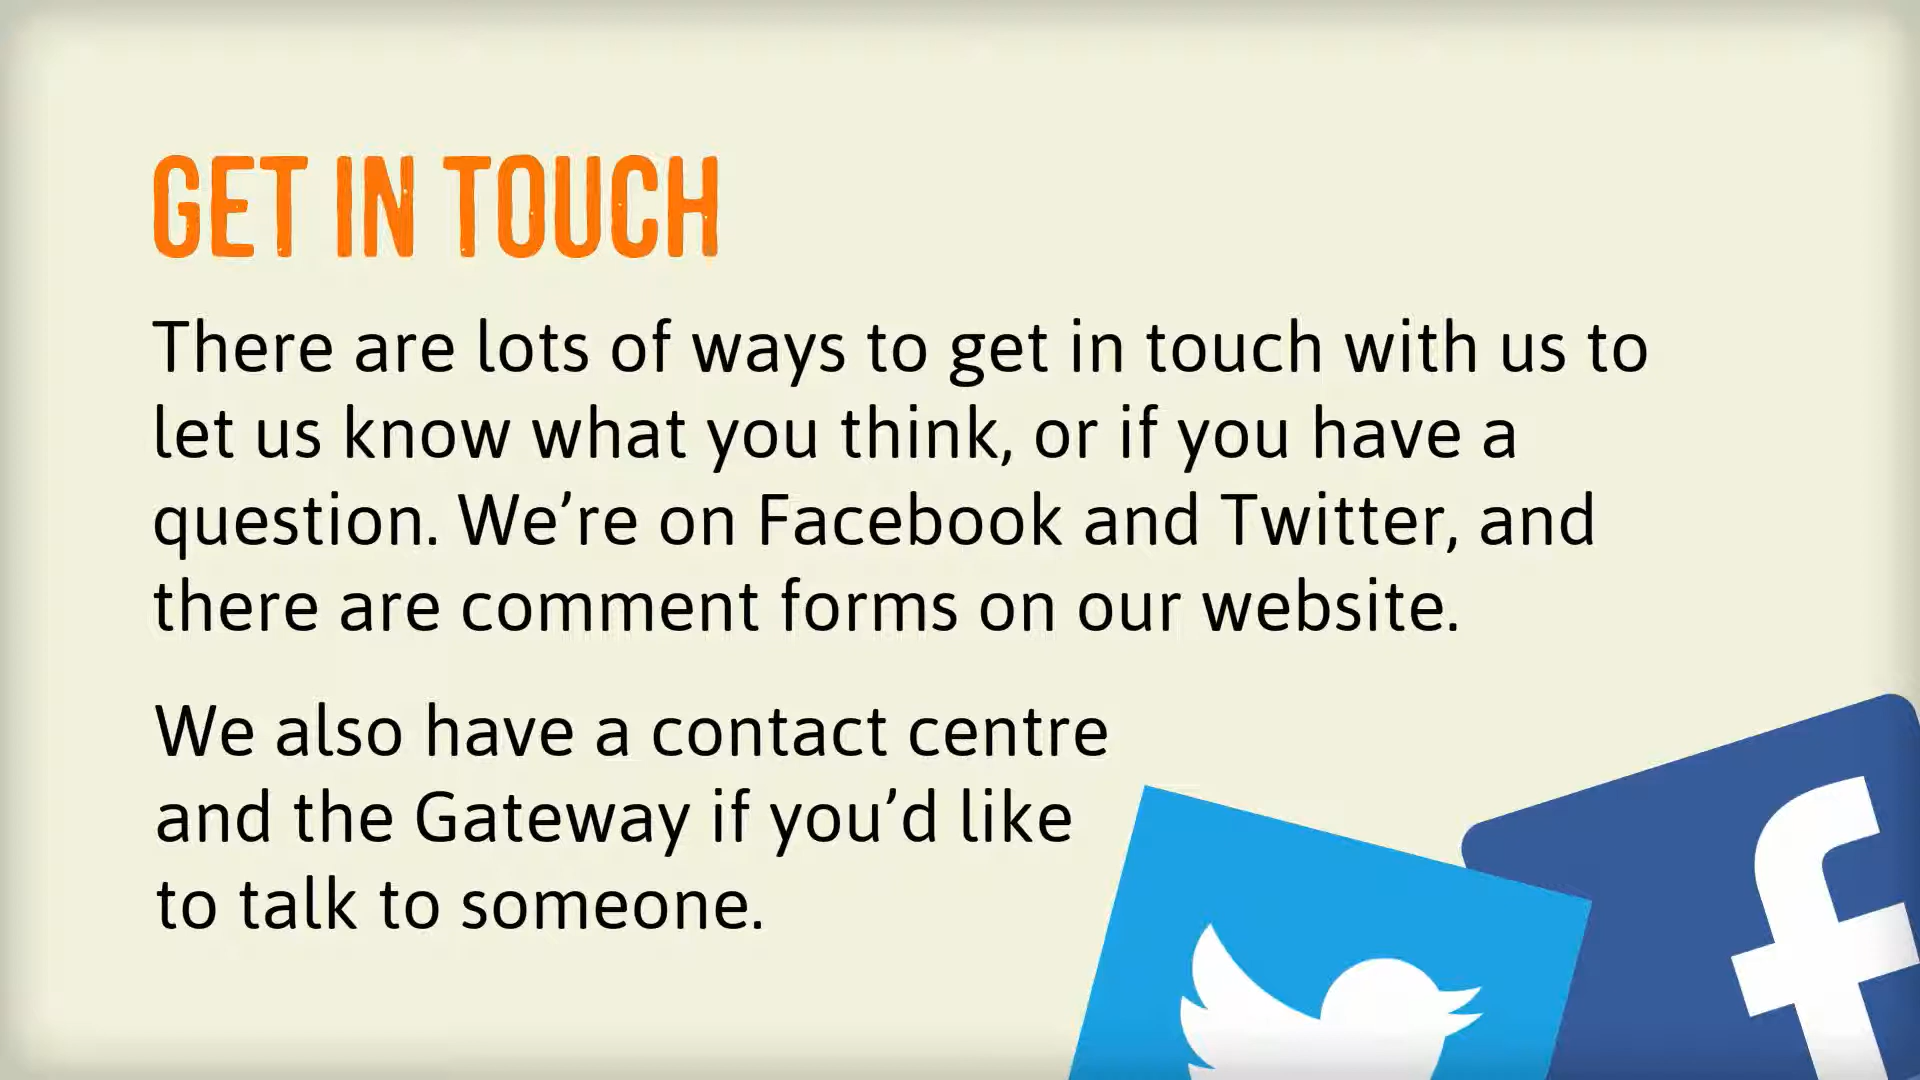 GET IN TOUCH
There are lots of ways to get in touch with us to
let us know what you think, or if you have a
question. We’re on Facebook and Twitter, and
there are comment forms on our website.
We also have a contact centre
and the Gateway if you’d like
to talk to someone.
f